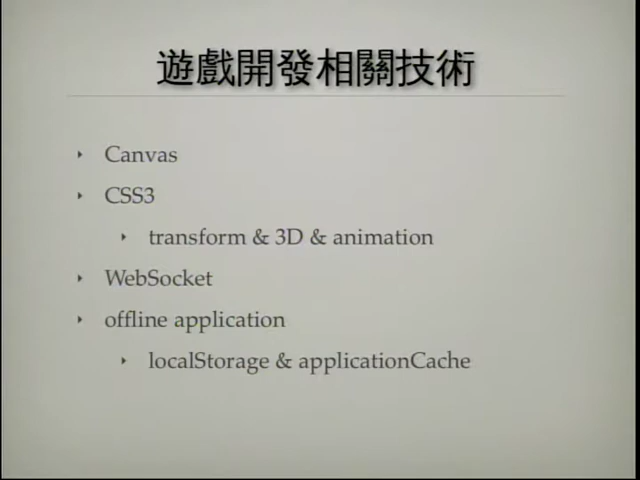 遊戲開發相關技術
Canvas
CSS3
transform & 3D & animation
WebSocket
offline application
localStorage & applicationCache